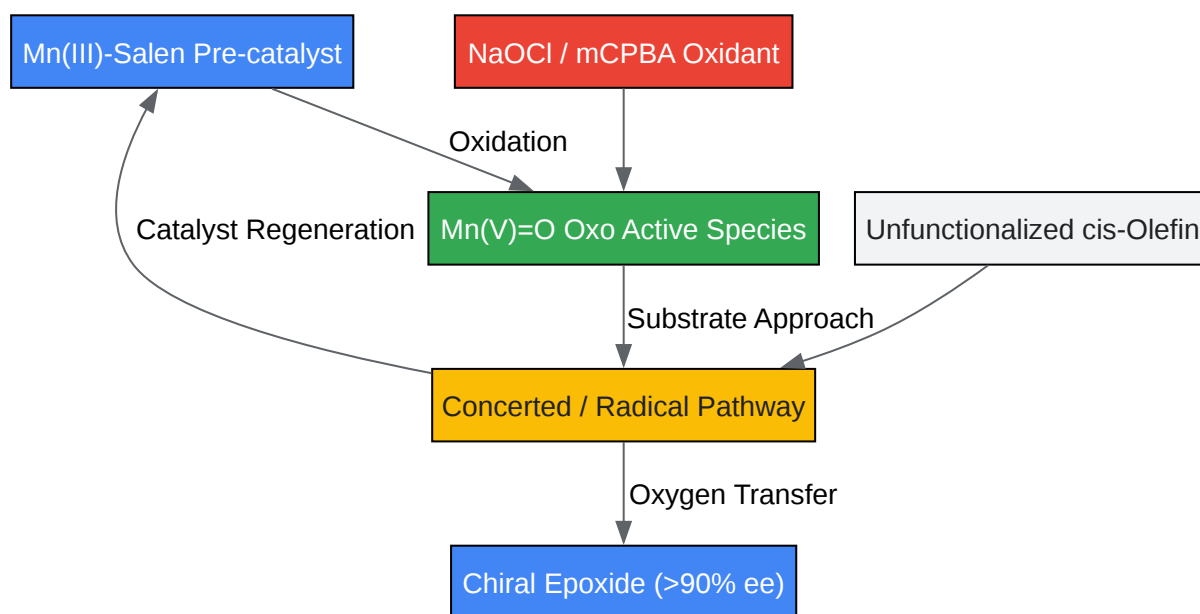 Mn(III)-Salen Pre-catalyst
NaOCl / mCPBA Oxidant
Oxidation
Catalyst Regeneration
Mn(V)=O Oxo Active Species
Unfunctionalized cis-Olefin
Substrate Approach
Concerted / Radical Pathway
Oxygen Transfer
Chiral Epoxide (>90% ee)